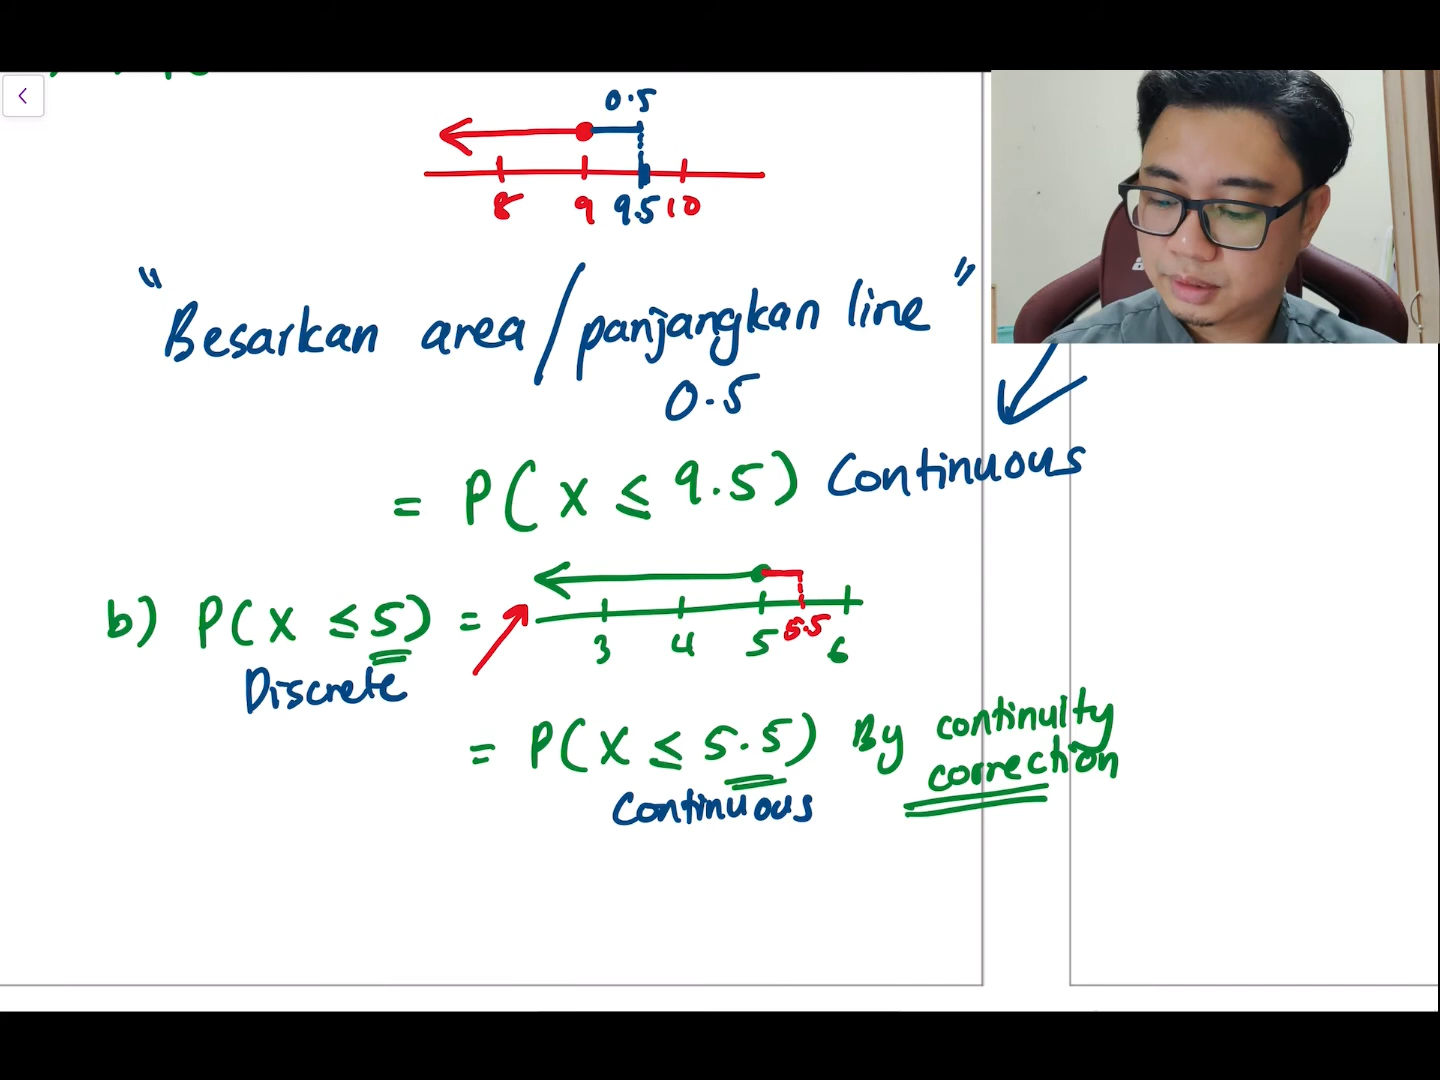 0.5
8 9 9.5 10
"Besarkan area / panjangkan line"
0.5
= P( X ≤ 9.5) Continuous
b) P( X ≤ 5) =
3 4 5 5.5 6
Discrete
= P( X ≤ 5.5) By continuity correction
Continuous